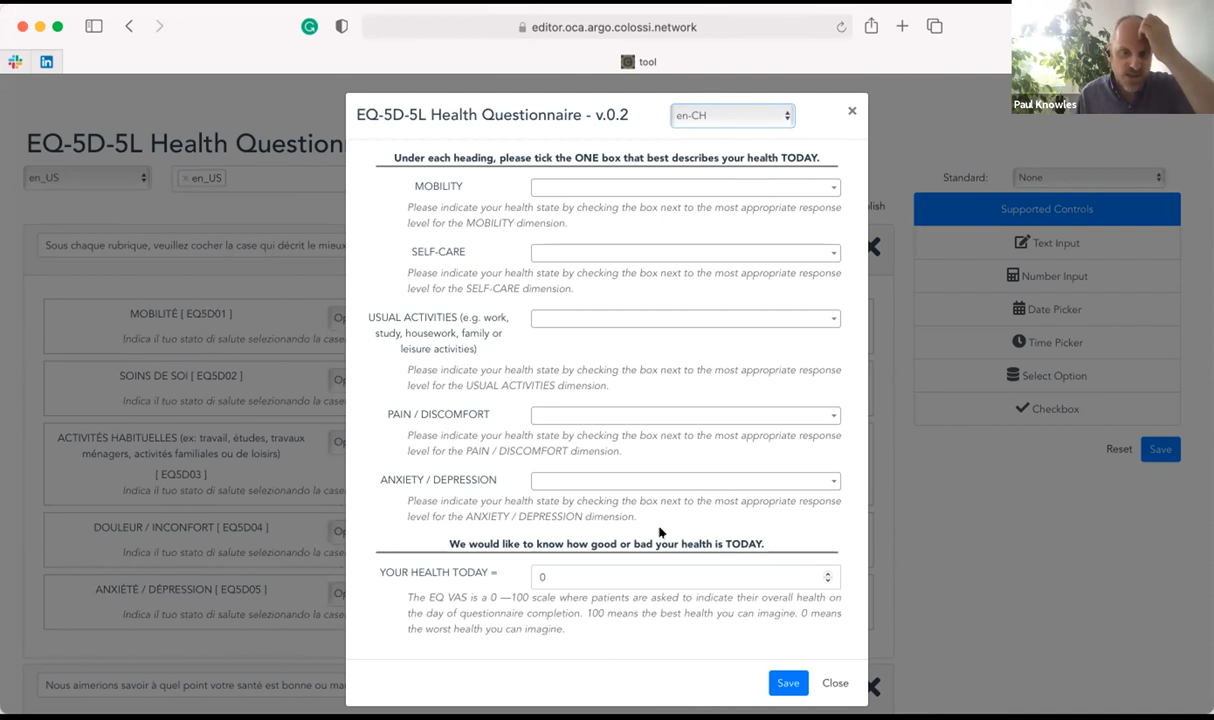 editor.oca.argo.colossi.network
tool
Paul Knowles
EQ-5D-5L Health Question
en_US
× en_US
Sous chaque rubrique, veuillez cocher la case qui décrit le mieux
MOBILITÉ [ EQ5D01 ]
Indica il tuo stato di salute selezionando la case
SOINS DE SOI [ EQ5D02 ]
Indica il tuo stato di salute selezionando la case
ACTIVITÉS HABITUELLES (ex: travail, études, travaux
ménagers, activités familiales ou de loisirs)
[ EQ5D03 ]
Indica il tuo stato di salute selezionando la case
DOULEUR / INCONFORT [ EQ5D04 ]
Indica il tuo stato di salute selezionando la case
ANXIÉTÉ / DÉPRESSION [ EQ5D05 ]
Indica il tuo stato di salute selezionando la case
Nous aimerions savoir à quel point votre santé est bonne ou
EQ-5D-5L Health Questionnaire - v.0.2
en-CH
×
Under each heading, please tick the ONE box that best describes your health TODAY.
MOBILITY
Please indicate your health state by checking the box next to the most appropriate response
level for the MOBILITY dimension.
SELF-CARE
Please indicate your health state by checking the box next to the most appropriate response
level for the SELF-CARE dimension.
USUAL ACTIVITIES (e.g. work,
study, housework, family or
leisure activities)
Please indicate your health state by checking the box next to the most appropriate response
level for the USUAL ACTIVITIES dimension.
PAIN / DISCOMFORT
Please indicate your health state by checking the box next to the most appropriate response
level for the PAIN / DISCOMFORT dimension.
ANXIETY / DEPRESSION
Please indicate your health state by checking the box next to the most appropriate response
level for the ANXIETY / DEPRESSION dimension.
We would like to know how good or bad your health is TODAY.
YOUR HEALTH TODAY =
0
The EQ VAS is a 0 —100 scale where patients are asked to indicate their overall health on
the day of questionnaire completion. 100 means the best health you can imagine. 0 means
the worst health you can imagine.
Save
Close
Standard:
None
Supported Controls
Text Input
Number Input
Date Picker
Time Picker
Select Option
Checkbox
Reset
Save